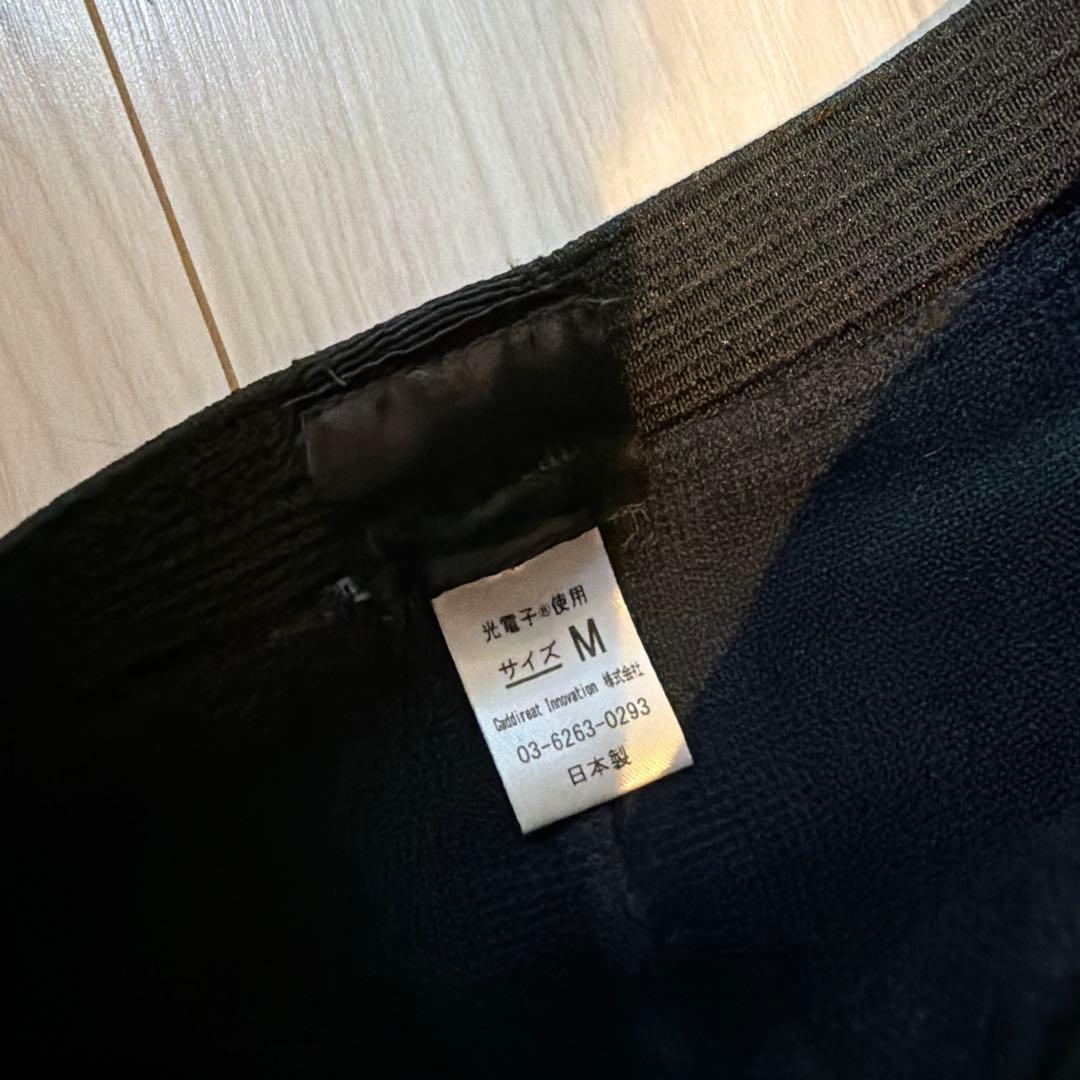 光電子®使用
サイズ M
Caddireat Innovation 株式会社
03-6263-0293
日本製